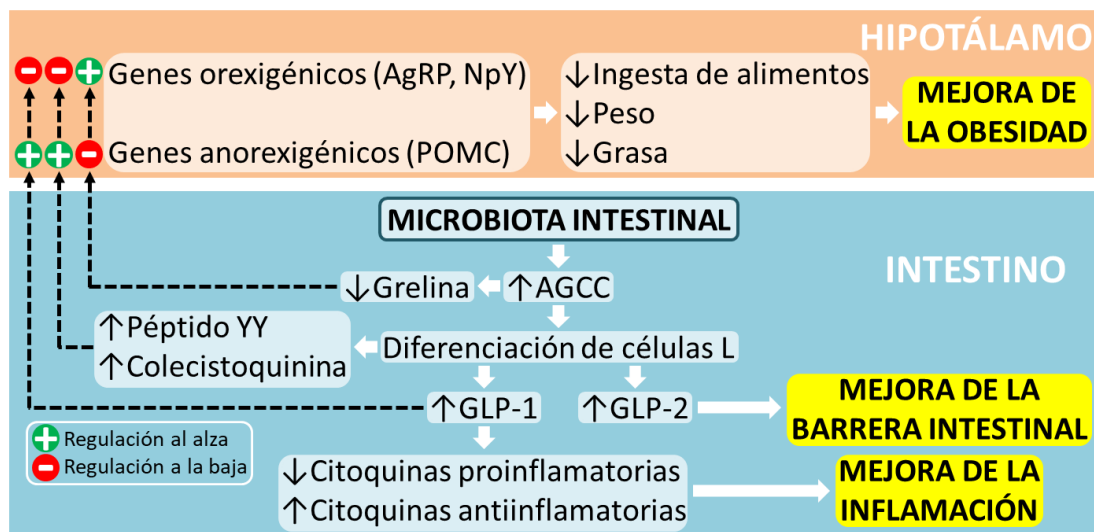 HIPOTÁLAMO
Genes orexigénicos (AgRP, NpY)
Genes anorexigénicos (POMC)
↓Ingesta de alimentos
↓Peso
↓Grasa
MEJORA DE
LA OBESIDAD
MICROBIOTA INTESTINAL
INTESTINO
↓Grelina
↑AGCC
↑Péptido YY
↑Colecistoquinina
Diferenciación de células L
↑GLP-1
↑GLP-2
MEJORA DE LA
BARRERA INTESTINAL
+ Regulación al alza
- Regulación a la baja
↓Citoquinas proinflamatorias
↑Citoquinas antiinflamatorias
MEJORA DE LA
INFLAMACIÓN